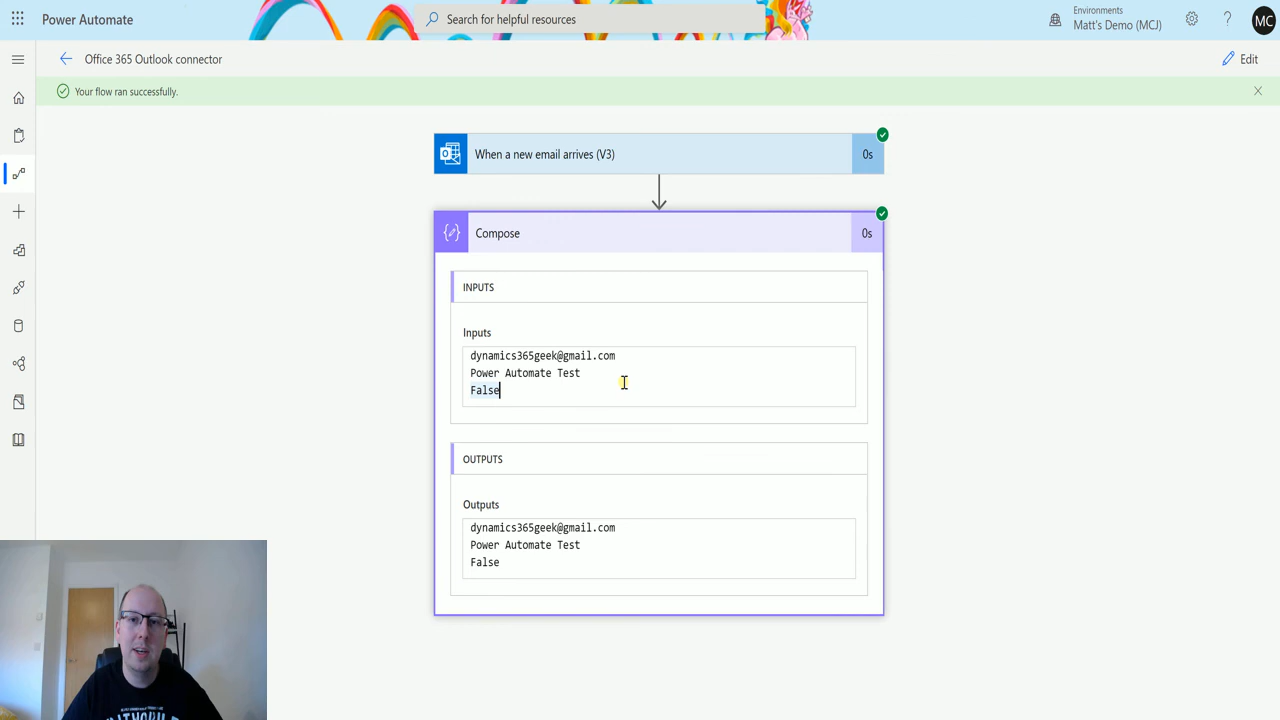 Power Automate
Search for helpful resources
Environments
Matt's Demo (MCJ)
MC
Office 365 Outlook connector
Edit
Your flow ran successfully.
When a new email arrives (V3)
0s
Compose
0s
INPUTS
Inputs
dynamics365geek@gmail.com
Power Automate Test
False
OUTPUTS
Outputs
dynamics365geek@gmail.com
Power Automate Test
False